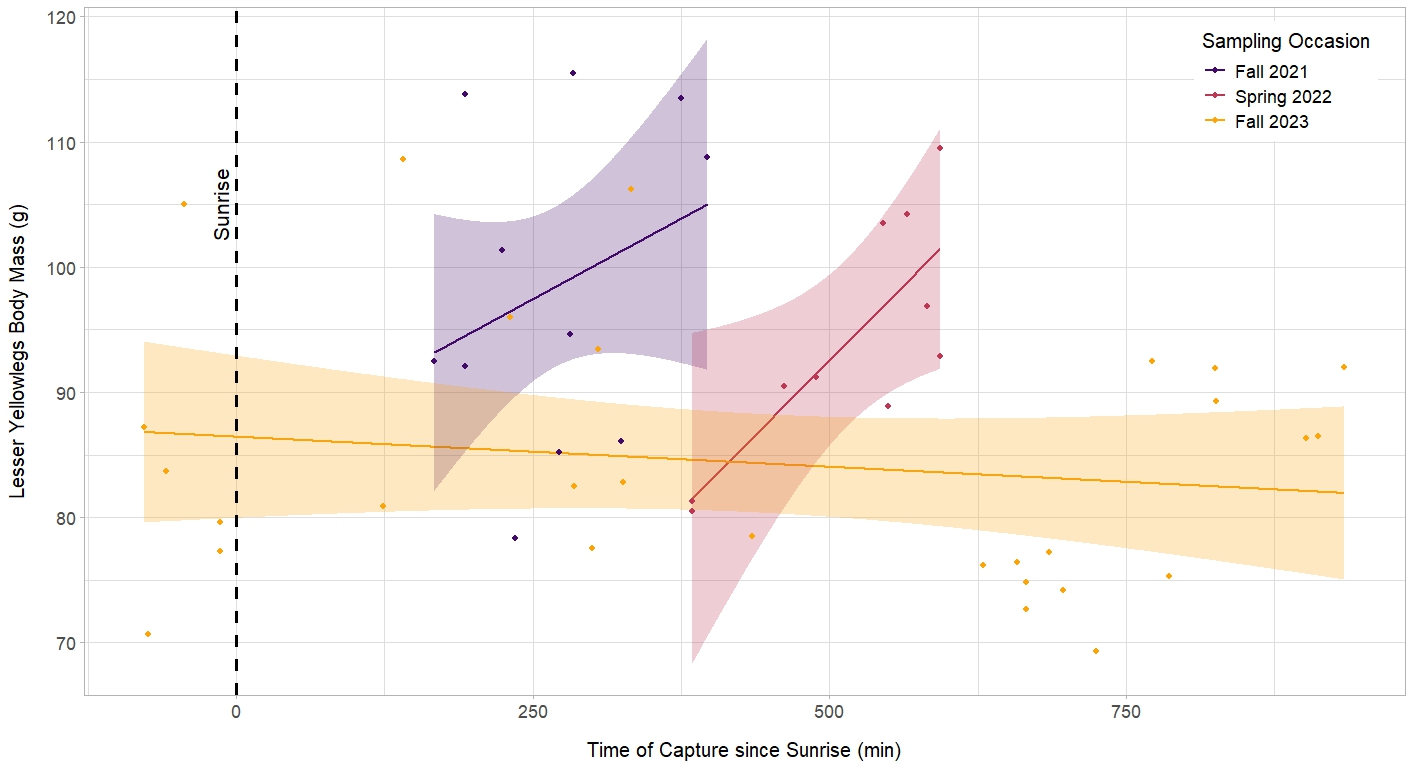 120
110
100
90
80
70
Lesser Yellowlegs Body Mass (g)
Sunrise
Sampling Occasion
Fall 2021
Spring 2022
Fall 2023
0
250
500
750
Time of Capture since Sunrise (min)